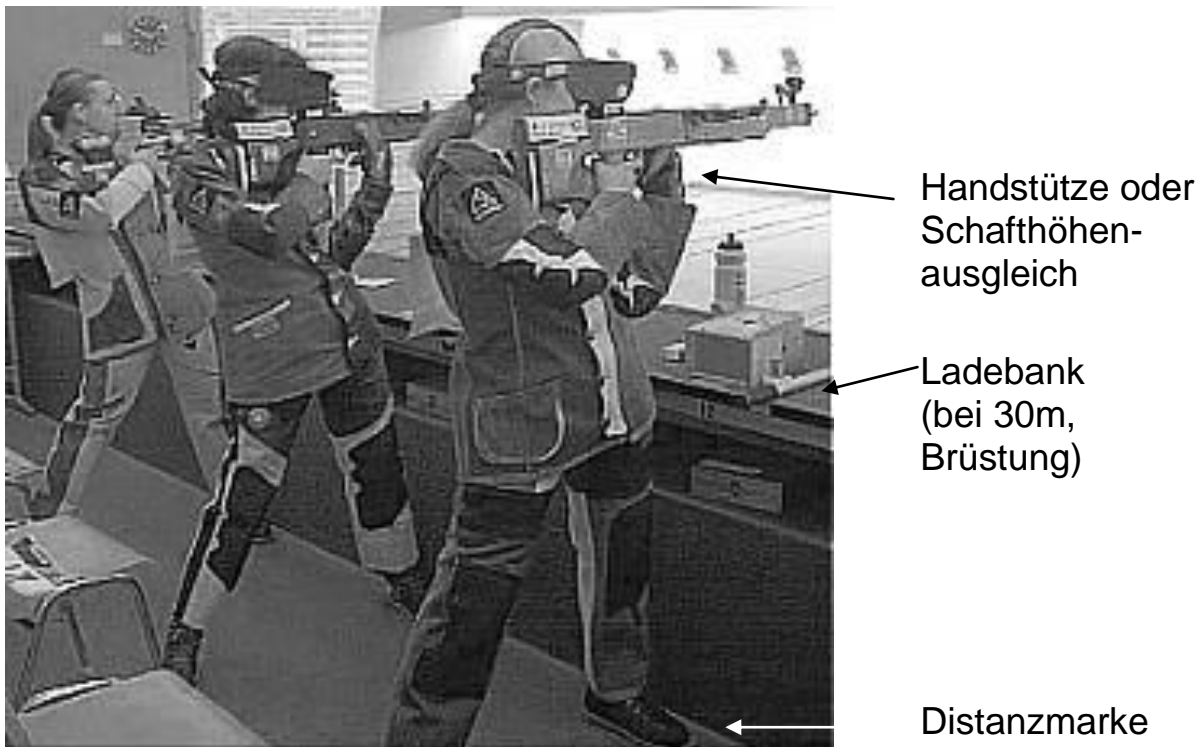 Handstütze oder
Schafthöhen-
ausgleich
Ladebank
(bei 30m,
Brüstung)
Distanzmarke